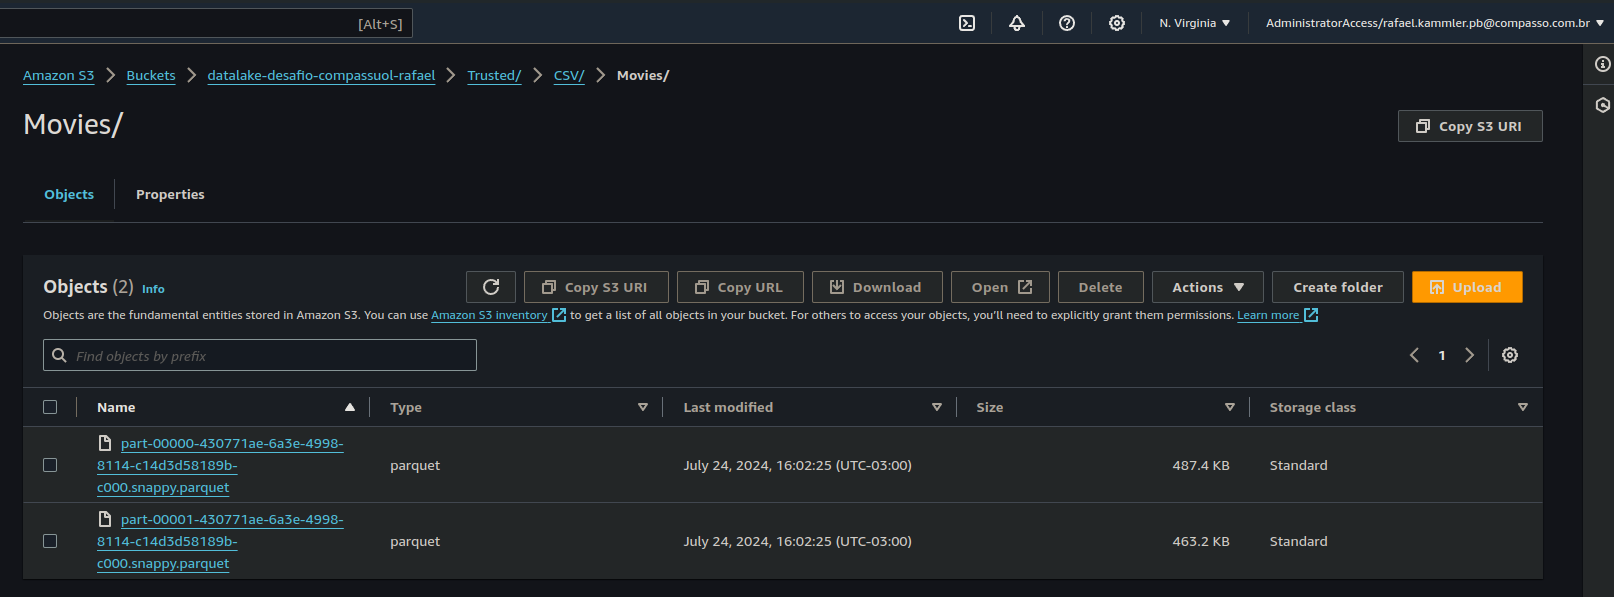 [Alt+S]
N. Virginia
AdministratorAccess/rafael.kammler.pb@compasso.com.br
Amazon S3 Buckets datalake-desafio-compassuol-rafael Trusted/ CSV/ Movies/
Movies/
Copy S3 URI
Objects Properties
Objects (2) Info
Copy S3 URI Copy URL Download Open Delete Actions Create folder Upload
Objects are the fundamental entities stored in Amazon S3. You can use Amazon S3 inventory to get a list of all objects in your bucket. For others to access your objects, you'll need to explicitly grant them permissions. Learn more
Find objects by prefix
1
Name Type Last modified Size Storage class
part-00000-430771ae-6a3e-4998-
8114-c14d3d58189b-
c000.snappy.parquet
parquet July 24, 2024, 16:02:25 (UTC-03:00) 487.4 KB Standard
part-00001-430771ae-6a3e-4998-
8114-c14d3d58189b-
c000.snappy.parquet
parquet July 24, 2024, 16:02:25 (UTC-03:00) 463.2 KB Standard